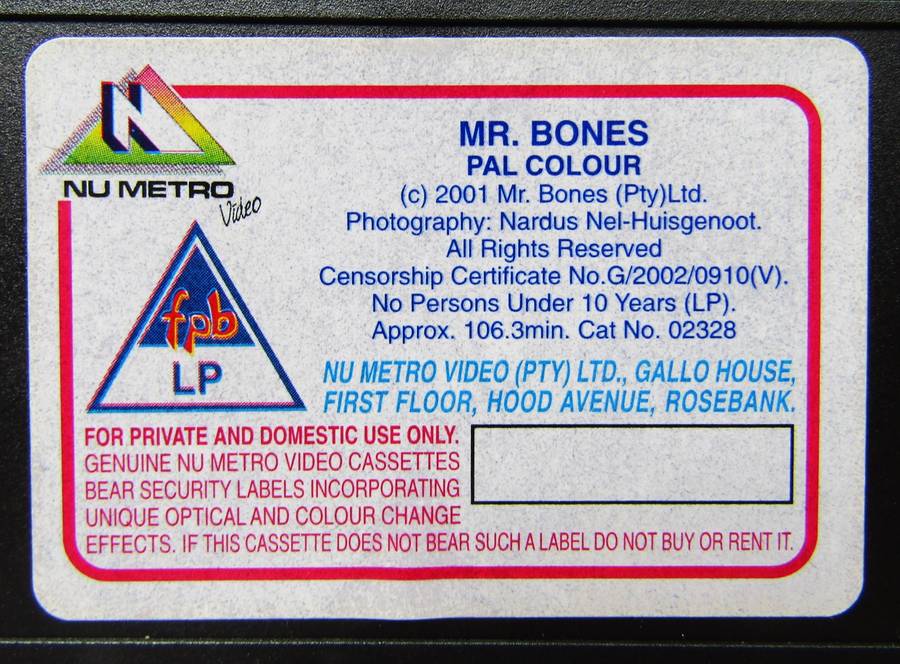 N
NU METRO
Video
MR. BONES
PAL COLOUR
(c) 2001 Mr. Bones (Pty)Ltd.
Photography: Nardus Nel-Huisgenoot.
All Rights Reserved
Censorship Certificate No.G/2002/0910(V).
No Persons Under 10 Years (LP).
Approx. 106.3min. Cat No. 02328
fpb
LP
NU METRO VIDEO (PTY) LTD., GALLO HOUSE,
FIRST FLOOR, HOOD AVENUE, ROSEBANK.
FOR PRIVATE AND DOMESTIC USE ONLY.
GENUINE NU METRO VIDEO CASSETTES
BEAR SECURITY LABELS INCORPORATING
UNIQUE OPTICAL AND COLOUR CHANGE
EFFECTS. IF THIS CASSETTE DOES NOT BEAR SUCH A LABEL DO NOT BUY OR RENT IT.